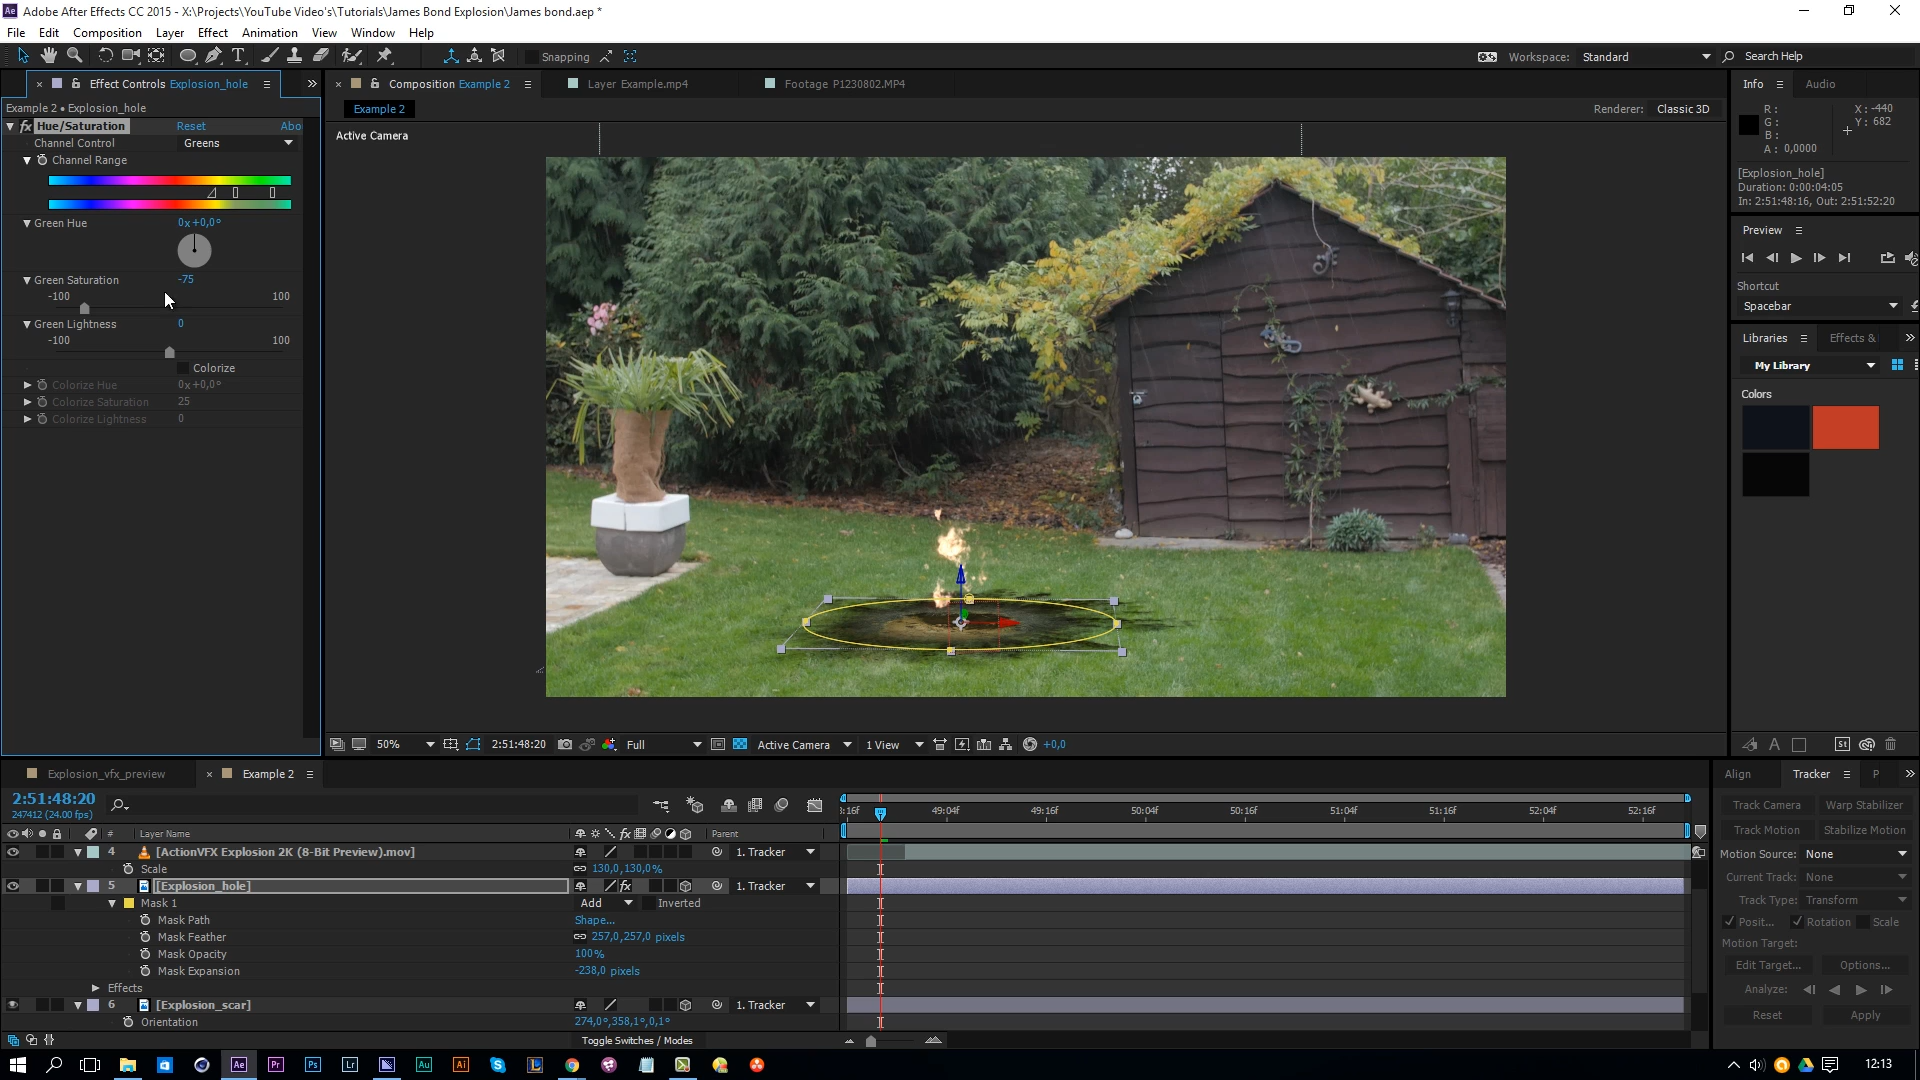 Adobe After Effects CC 2015 - X:\Projects\YouTube Video's\Tutorials\James Bond Explosion\James bond.aep *
File Edit Composition Layer Effect Animation View Window Help
Snapping
Workspace: Standard
Search Help
Effect Controls Explosion_hole
Composition Example 2
Layer Example.mp4
Footage P1230802.MP4
Info Audio
Example 2 • Explosion_hole
Example 2
Renderer: Classic 3D
R :
G :
B :
A : 0,0000
X : -440
Y : 682
Hue/Saturation Reset Abo
Channel Control Greens
Active Camera
Channel Range
[Explosion_hole]
Duration: 0:00:04:05
In: 2:51:48:16, Out: 2:51:52:20
Green Hue 0x+0,0°
Preview
Green Saturation -75
-100 100
Shortcut
Spacebar
Green Lightness 0
-100 100
Libraries Effects &
Colorize
My Library
Colorize Hue 0x+0,0°
Colorize Saturation 25
Colorize Lightness 0
Colors
50% 2:51:48:20 Full Active Camera 1 View +0,0
Explosion_vfx_preview Example 2
Align Tracker P
2:51:48:20
247412 (24.00 fps)
49:04f 49:16f 50:04f 50:16f 51:04f 51:16f 52:04f 52:16f
Track Camera Warp Stabilizer
# Layer Name Parent
Track Motion Stabilize Motion
4 [ActionVFX Explosion 2K (8-Bit Preview).mov] 1. Tracker
Motion Source: None
Scale 130,0,130,0%
Current Track: None
5 [Explosion_hole] 1. Tracker
Track Type: Transform
Mask 1 Add Inverted
Mask Path Shape...
Posit... Rotation Scale
Mask Feather 257,0,257,0 pixels
Motion Target:
Mask Opacity 100%
Edit Target... Options...
Mask Expansion -238,0 pixels
Effects
Analyze:
6 [Explosion_scar] 1. Tracker
Reset Apply
Orientation 274,0°,358,1°,0,1°
Toggle Switches / Modes
Ae Pr Ps Lr Au Ai
12:13